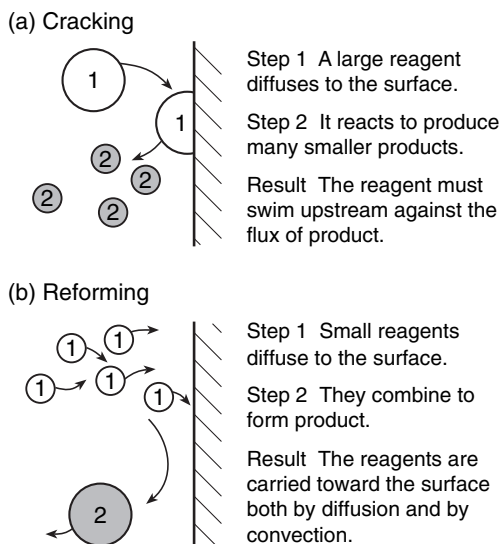 (a) Cracking
1
1
2
2
2
2
Step 1 A large reagent
diffuses to the surface.
Step 2 It reacts to produce
many smaller products.
Result The reagent must
swim upstream against the
flux of product.
(b) Reforming
1
1
1
1
1
2
Step 1 Small reagents
diffuse to the surface.
Step 2 They combine to
form product.
Result The reagents are
carried toward the surface
both by diffusion and by
convection.